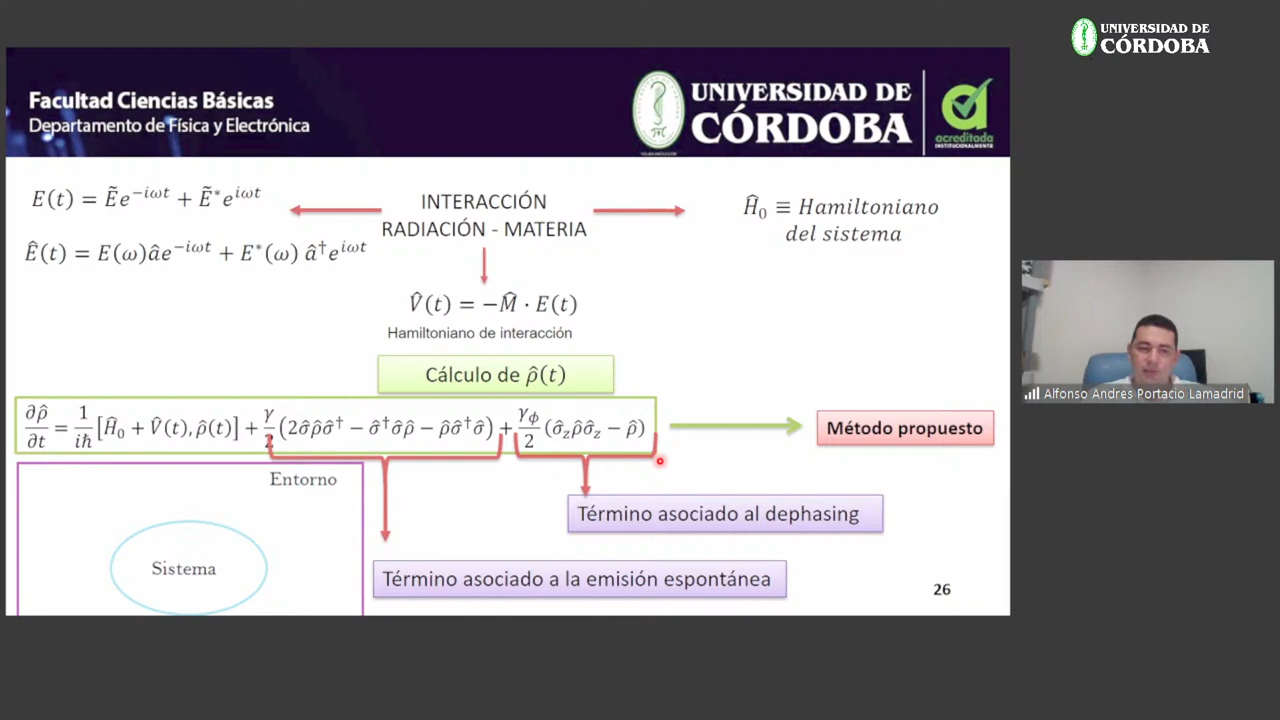 UNIVERSIDAD DE
CÓRDOBA
Facultad Ciencias Básicas
Departamento de Física y Electrónica
UNIVERSIDAD DE
CÓRDOBA
acreditada
INSTITUCIONALMENTE
E(t) = Ẽe^{−iωt} + Ẽ*e^{iωt}
INTERACCIÓN
RADIACIÓN - MATERIA
Ĥ₀ ≡ Hamiltoniano
del sistema
Ê(t) = E(ω)âe^{−iωt} + E*(ω) â†e^{iωt}
V̂(t) = −M̂ · E(t)
Hamiltoniano de interacción
Cálculo de ρ̂(t)
∂ρ̂/∂t = 1/iħ [Ĥ₀ + V̂(t), ρ̂(t)] + γ/2 (2σ̂ρ̂σ̂† − σ̂†σ̂ρ̂ − ρ̂σ̂†σ̂) + γ_ϕ/2 (σ̂_zρ̂σ̂_z − ρ̂)
Método propuesto
Entorno
Sistema
Término asociado al dephasing
Término asociado a la emisión espontánea
26
Alfonso Andres Portacio Lamadrid